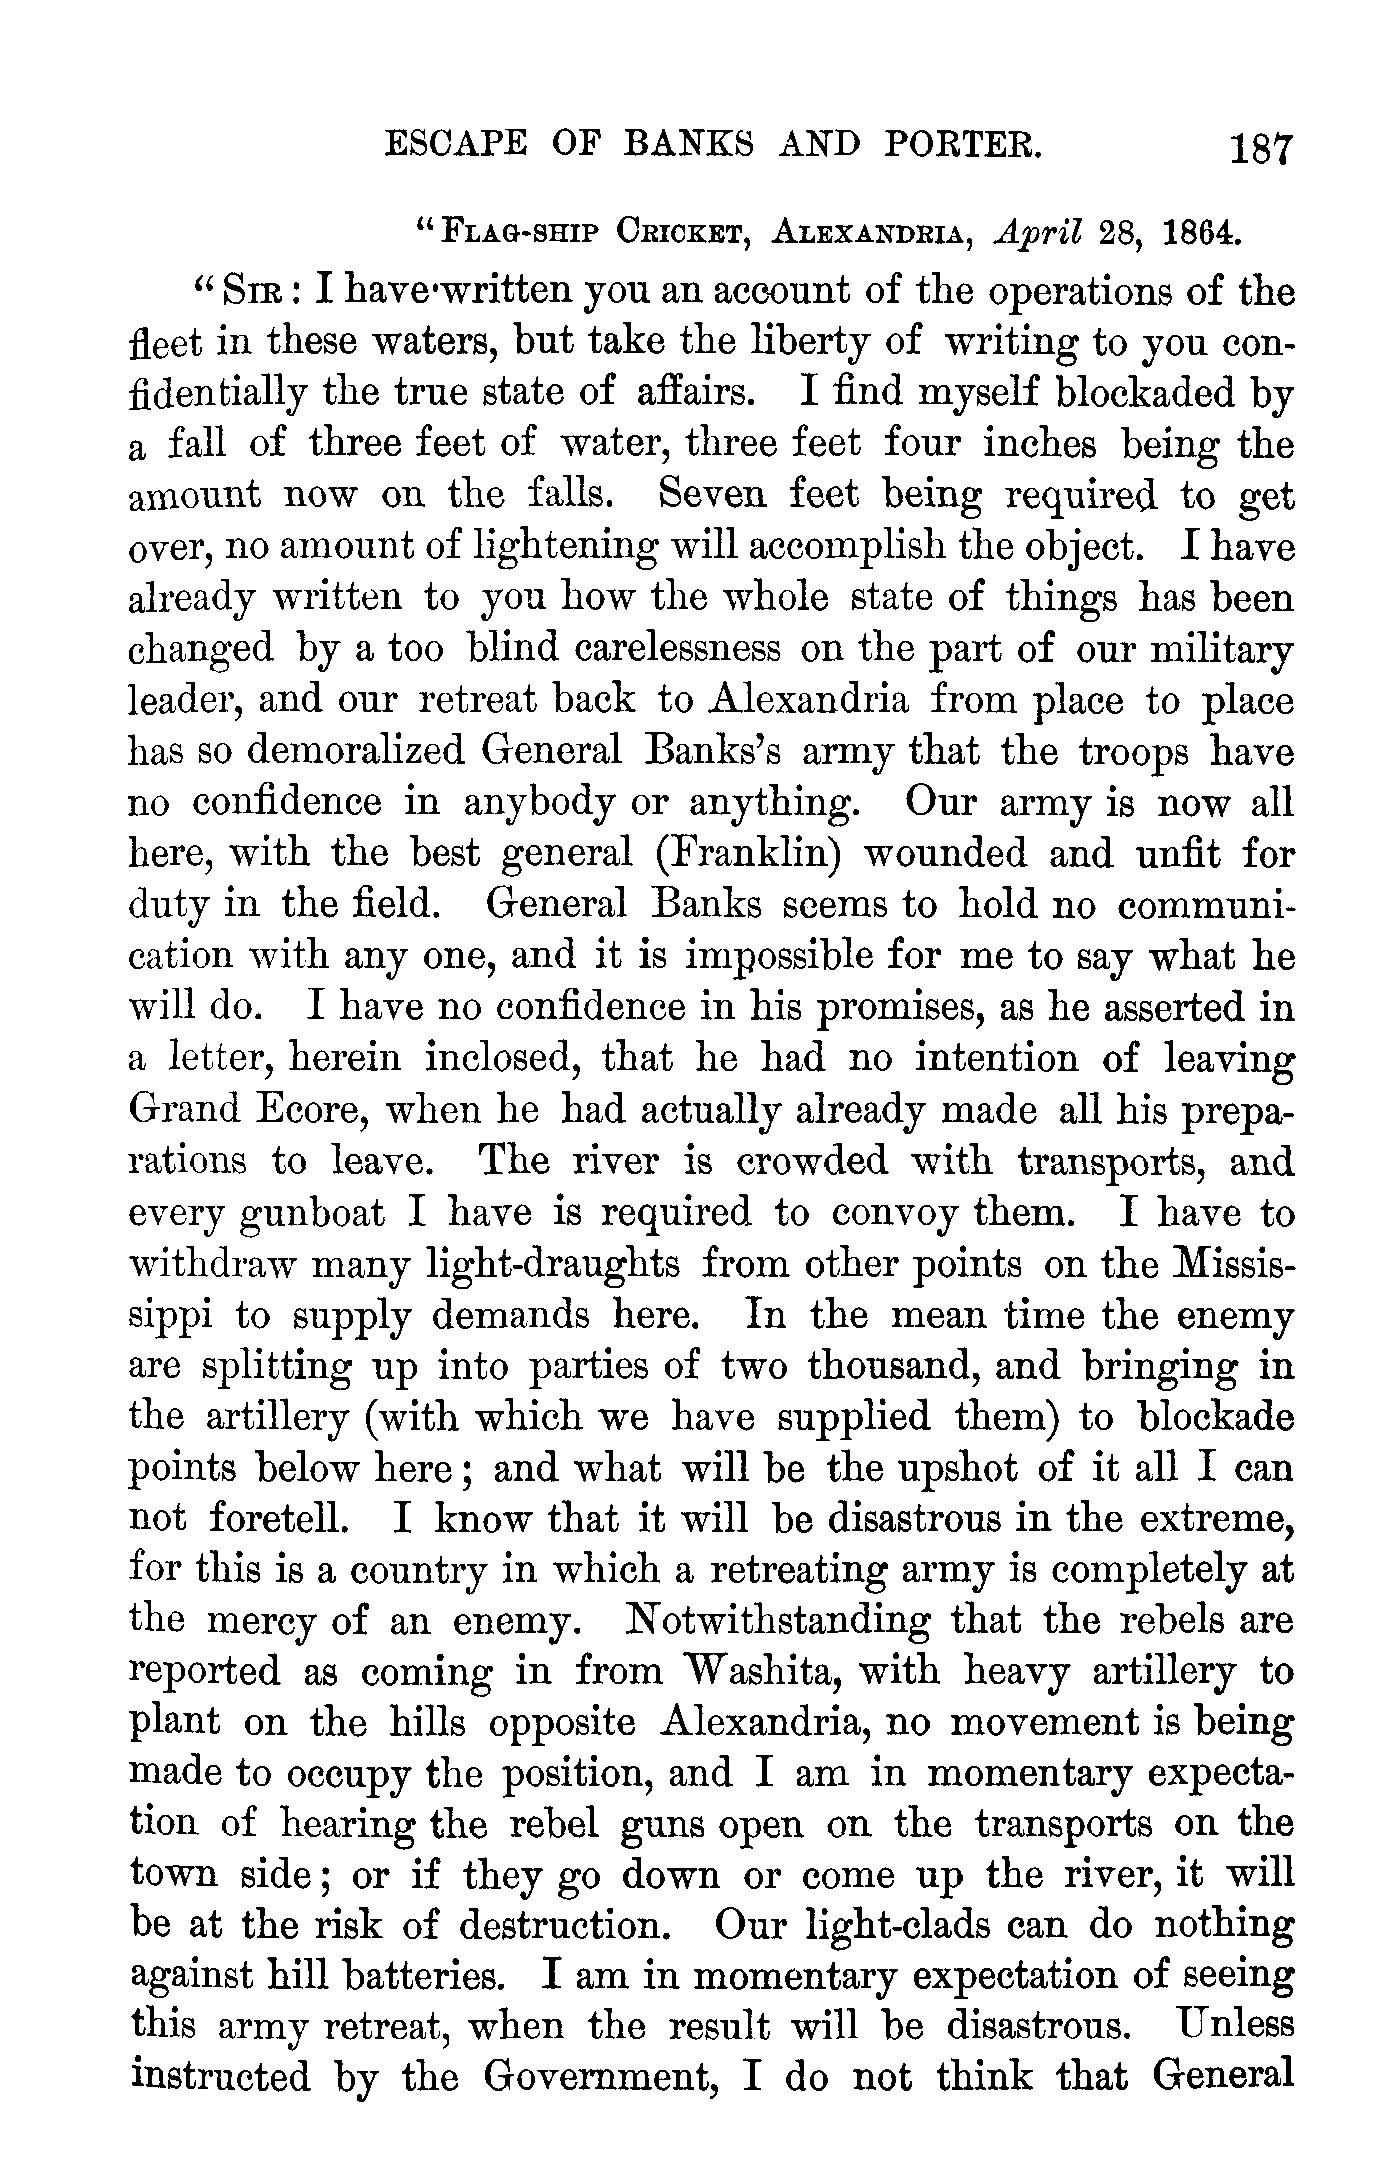 ESCAPE OF BANKS AND PORTER. 187
"Flag-ship Cricket, Alexandria, April 28, 1864.
"Sir: I have written you an account of the operations of the
fleet in these waters, but take the liberty of writing to you con-
fidentially the true state of affairs. I find myself blockaded by
a fall of three feet of water, three feet four inches being the
amount now on the falls. Seven feet being required to get
over, no amount of lightening will accomplish the object. I have
already written to you how the whole state of things has been
changed by a too blind carelessness on the part of our military
leader, and our retreat back to Alexandria from place to place
has so demoralized General Banks's army that the troops have
no confidence in anybody or anything. Our army is now all
here, with the best general (Franklin) wounded and unfit for
duty in the field. General Banks seems to hold no communi-
cation with any one, and it is impossible for me to say what he
will do. I have no confidence in his promises, as he asserted in
a letter, herein inclosed, that he had no intention of leaving
Grand Ecore, when he had actually already made all his prepa-
rations to leave. The river is crowded with transports, and
every gunboat I have is required to convoy them. I have to
withdraw many light-draughts from other points on the Missis-
sippi to supply demands here. In the mean time the enemy
are splitting up into parties of two thousand, and bringing in
the artillery (with which we have supplied them) to blockade
points below here; and what will be the upshot of it all I can
not foretell. I know that it will be disastrous in the extreme,
for this is a country in which a retreating army is completely at
the mercy of an enemy. Notwithstanding that the rebels are
reported as coming in from Washita, with heavy artillery to
plant on the hills opposite Alexandria, no movement is being
made to occupy the position, and I am in momentary expecta-
tion of hearing the rebel guns open on the transports on the
town side; or if they go down or come up the river, it will
be at the risk of destruction. Our light-clads can do nothing
against hill batteries. I am in momentary expectation of seeing
this army retreat, when the result will be disastrous. Unless
instructed by the Government, I do not think that General